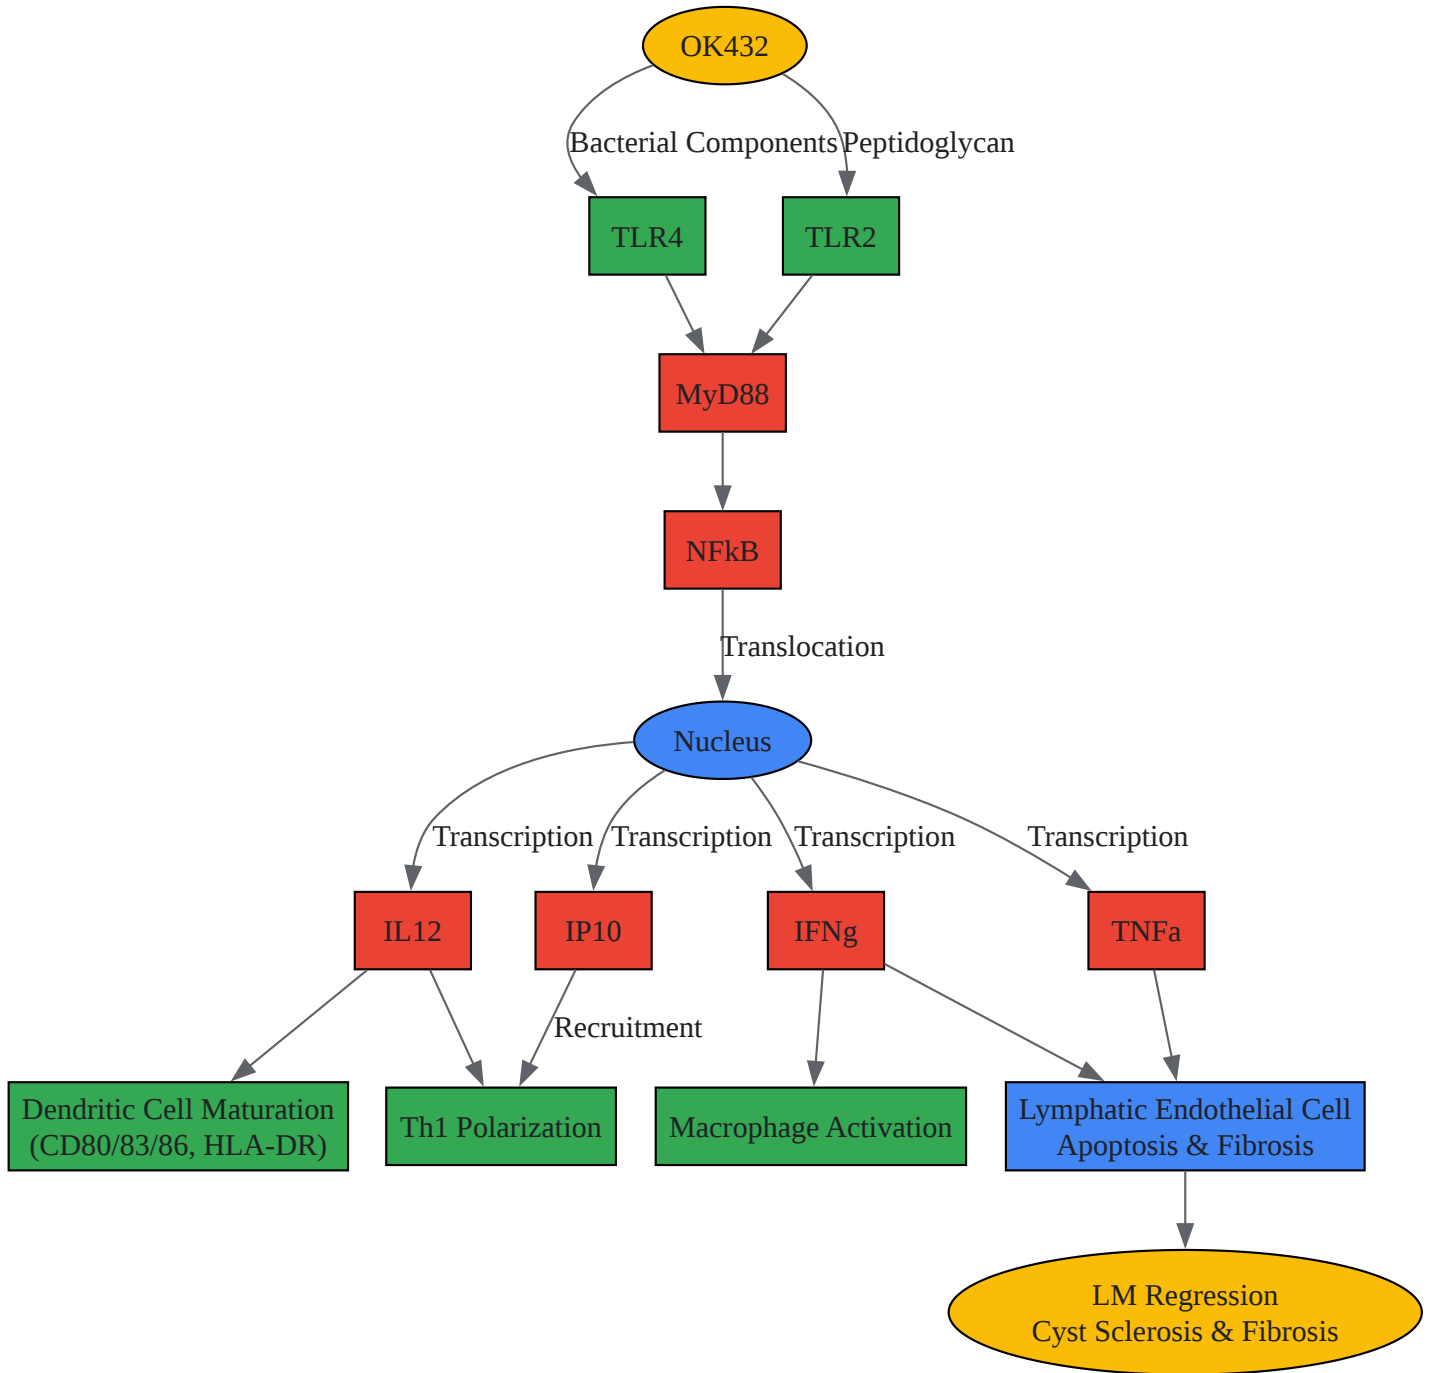 OK432
Bacterial Components
Peptidoglycan
TLR4
TLR2
MyD88
NFkB
Translocation
Nucleus
Transcription
Transcription
Transcription
Transcription
IL12
IP10
IFNg
TNFa
Recruitment
Dendritic Cell Maturation
(CD80/83/86, HLA-DR)
Th1 Polarization
Macrophage Activation
Lymphatic Endothelial Cell
Apoptosis & Fibrosis
LM Regression
Cyst Sclerosis & Fibrosis